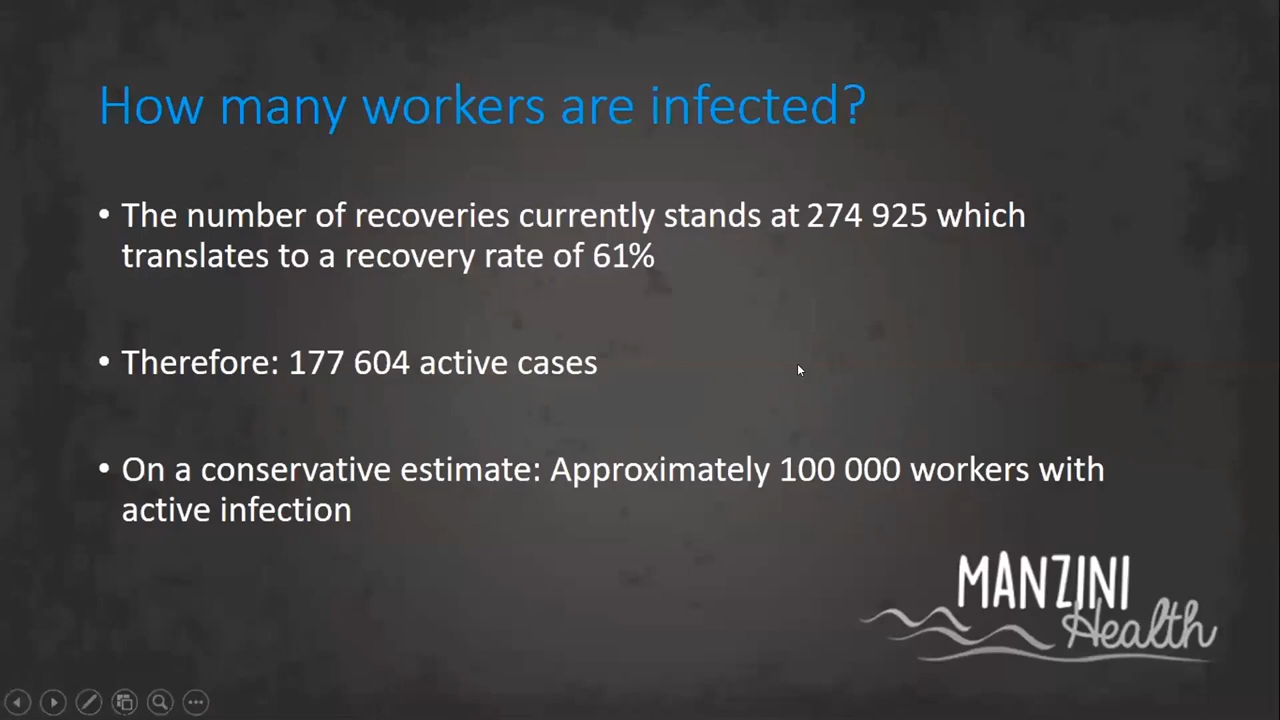 How many workers are infected?
• The number of recoveries currently stands at 274 925 which
translates to a recovery rate of 61%
• Therefore: 177 604 active cases
• On a conservative estimate: Approximately 100 000 workers with
active infection
MANZINI
Health